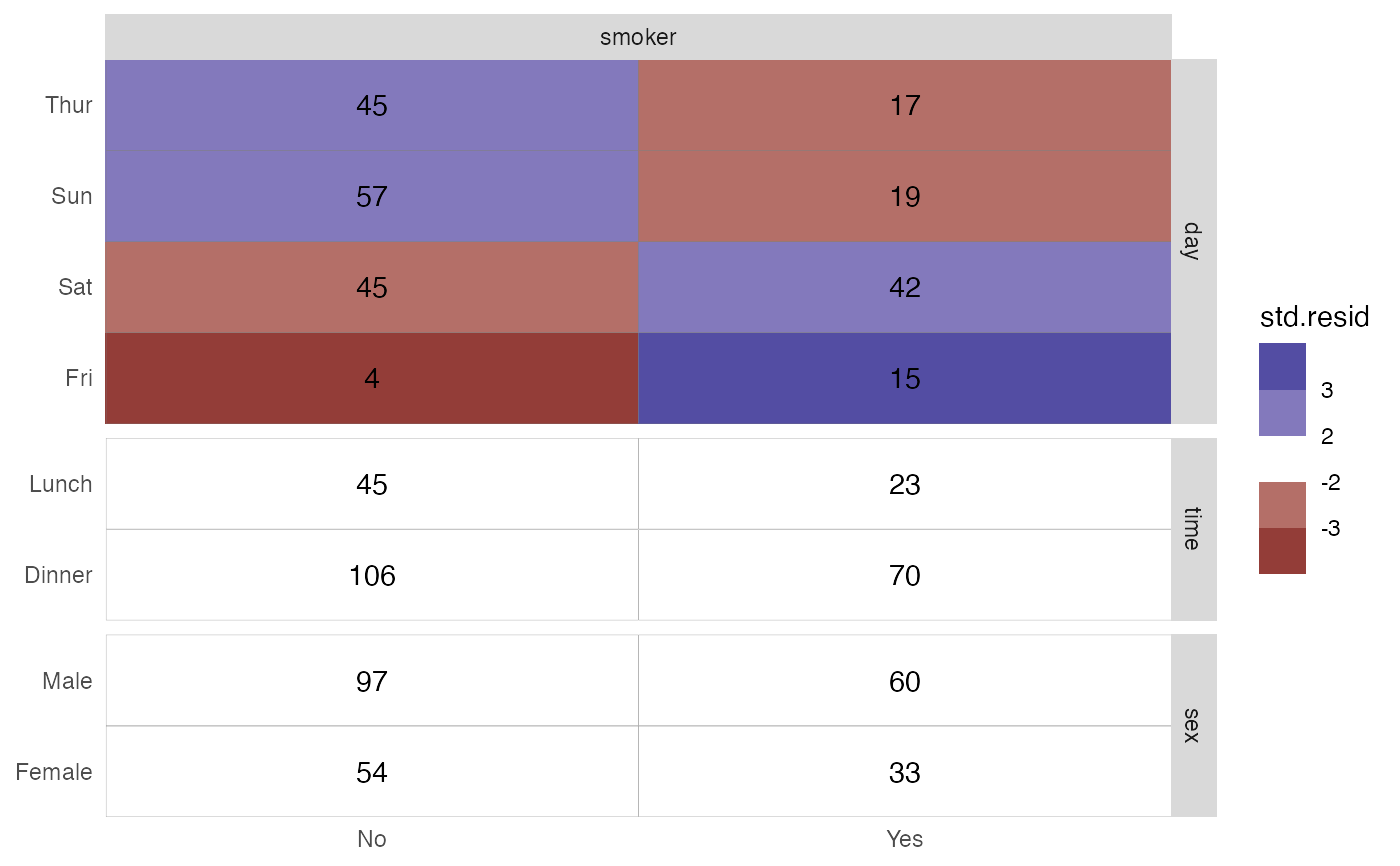 smoker
Thur 45 17
Sun 57 19
day
Sat 45 42
Fri 4 15
Lunch 45 23
time
Dinner 106 70
Male 97 60
sex
Female 54 33
No Yes
std.resid
3
2
-2
-3